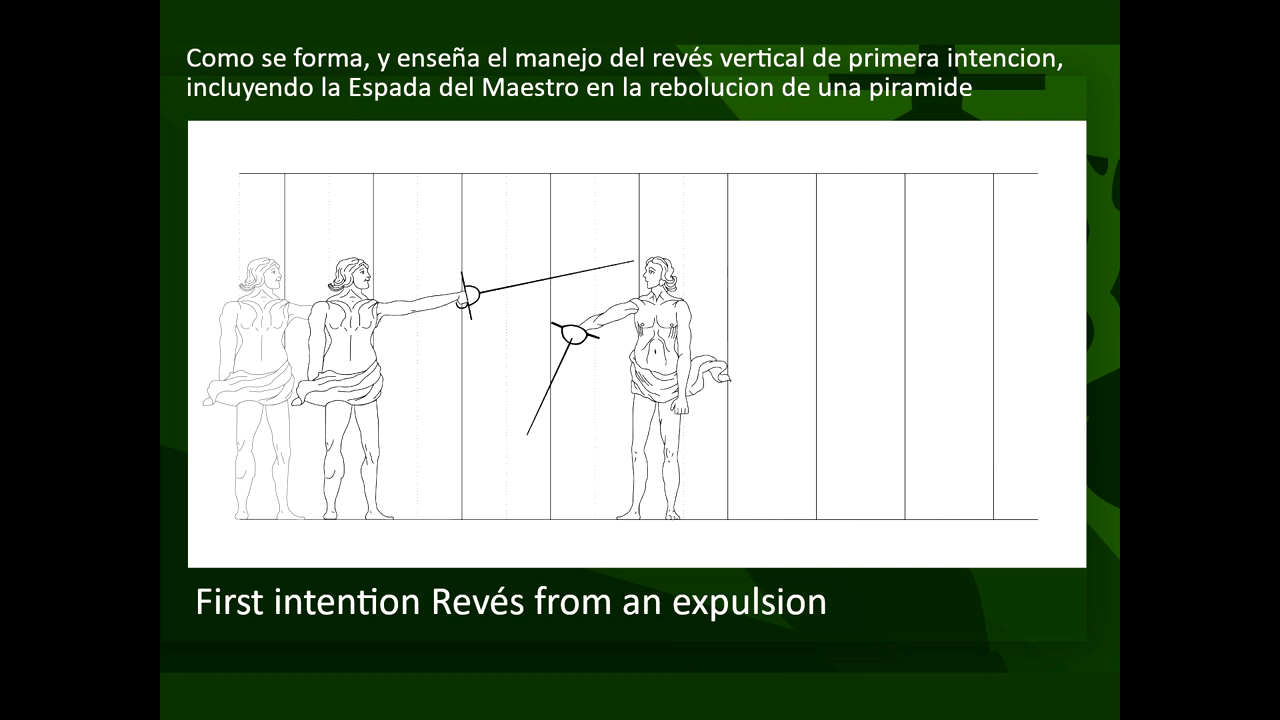 Como se forma, y enseña el manejo del revés vertical de primera intencion,
incluyendo la Espada del Maestro en la rebolucion de una piramide
First intention Revés from an expulsion